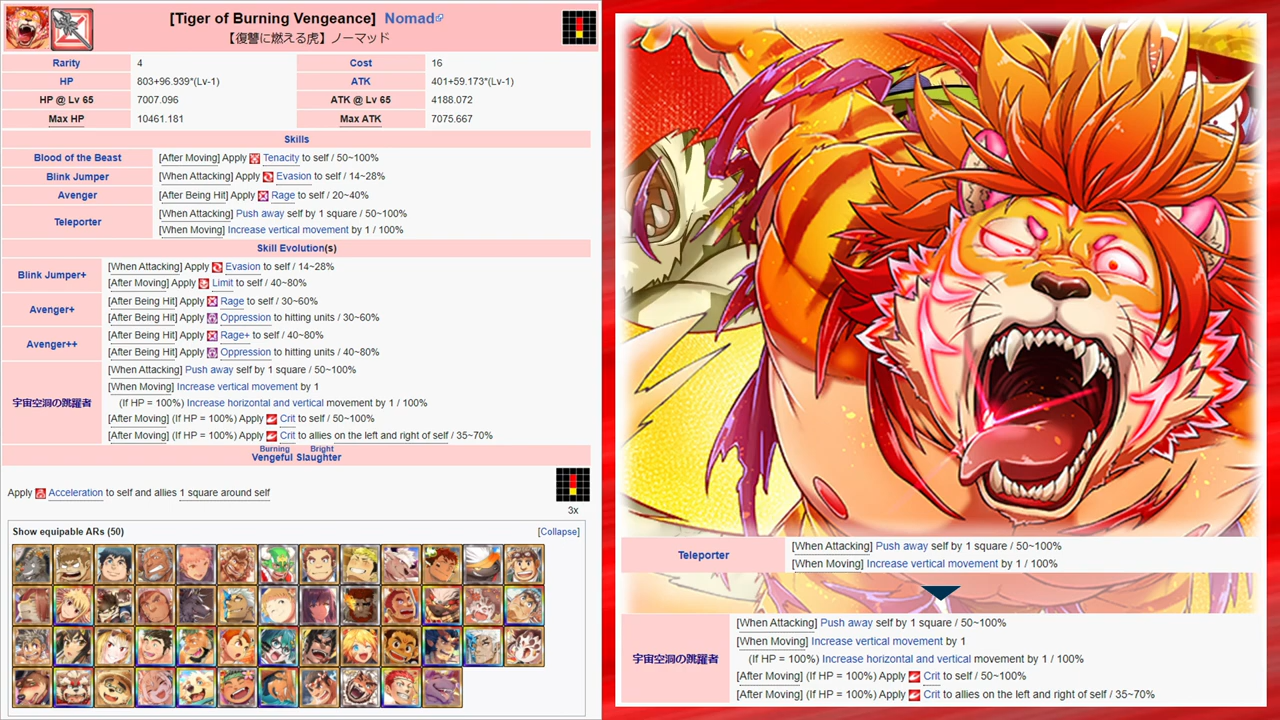 [Tiger of Burning Vengeance] Nomad
【復讐に燃える虎】ノーマッド
Rarity 4 Cost 16
HP 803+96.939*(Lv-1) ATK 401+59.173*(Lv-1)
HP @ Lv 65 7007.096 ATK @ Lv 65 4188.072
Max HP 10461.181 Max ATK 7075.667
Skills
Blood of the Beast [After Moving] Apply Tenacity to self / 50~100%
Blink Jumper [When Attacking] Apply Evasion to self / 14~28%
Avenger [After Being Hit] Apply Rage to self / 20~40%
Teleporter
[When Attacking] Push away self by 1 square / 50~100%
[When Moving] Increase vertical movement by 1 / 100%
Skill Evolution(s)
Blink Jumper+
[When Attacking] Apply Evasion to self / 14~28%
[After Moving] Apply Limit to self / 40~80%
Avenger+
[After Being Hit] Apply Rage to self / 30~60%
[After Being Hit] Apply Oppression to hitting units / 30~60%
Avenger++
[After Being Hit] Apply Rage+ to self / 40~80%
[After Being Hit] Apply Oppression to hitting units / 40~80%
宇宙空洞の跳躍者
[When Attacking] Push away self by 1 square / 50~100%
[When Moving] Increase vertical movement by 1
(If HP = 100%) Increase horizontal and vertical movement by 1 / 100%
[After Moving] (If HP = 100%) Apply Crit to self / 50~100%
[After Moving] (If HP = 100%) Apply Crit to allies on the left and right of self / 35~70%
Burning Bright
Vengeful Slaughter
Apply Acceleration to self and allies 1 square around self
3x
Show equipable ARs (50) [Collapse]
Teleporter
[When Attacking] Push away self by 1 square / 50~100%
[When Moving] Increase vertical movement by 1 / 100%
宇宙空洞の跳躍者
[When Attacking] Push away self by 1 square / 50~100%
[When Moving] Increase vertical movement by 1
(If HP = 100%) Increase horizontal and vertical movement by 1 / 100%
[After Moving] (If HP = 100%) Apply Crit to self / 50~100%
[After Moving] (If HP = 100%) Apply Crit to allies on the left and right of self / 35~70%